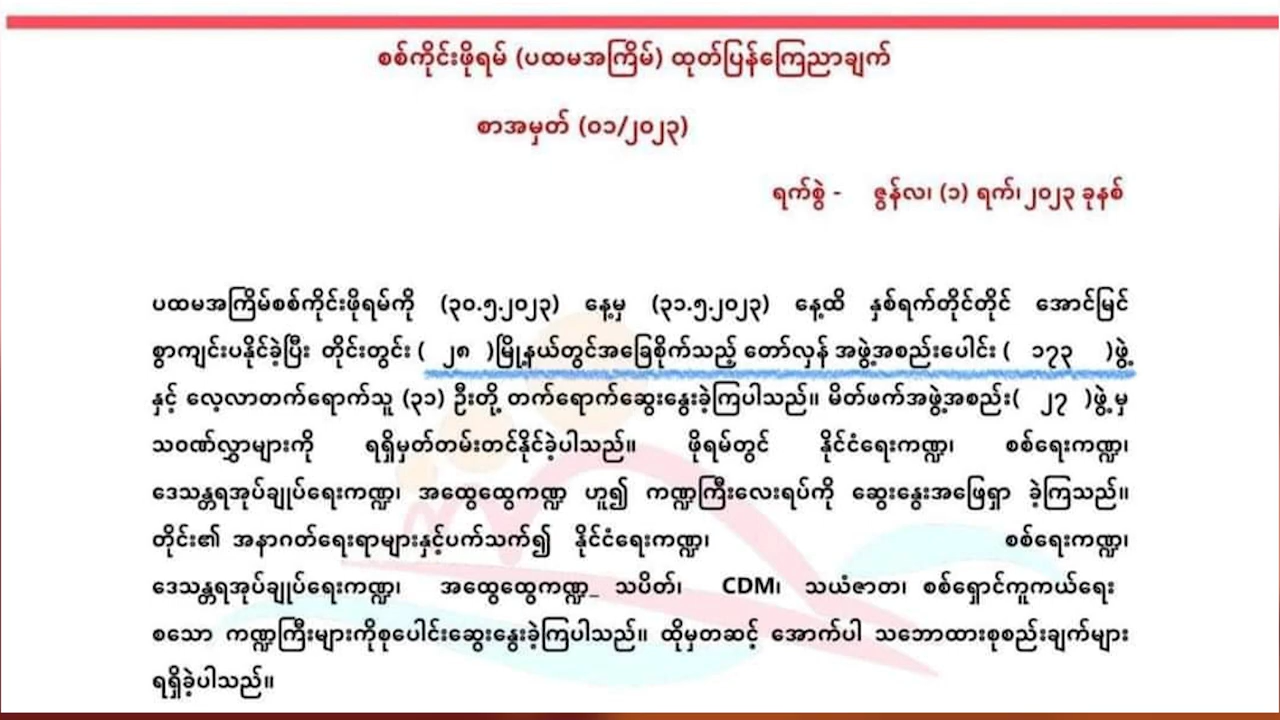 စစ်ကိုင်းဖိုရမ် (ပထမအကြိမ်) ထုတ်ပြန်ကြေညာချက်
စာအမှတ် (၀၁/၂၀၂၃)
ရက်စွဲ - ဇွန်လ၊ (၁) ရက်၊၂၀၂၃ ခုနစ်
ပထမအကြိမ်စစ်ကိုင်းဖိုရမ်ကို (၃၀.၅.၂၀၂၃) နေ့မှ (၃၁.၅.၂၀၂၃) နေ့ထိ နှစ်ရက်တိုင်တိုင် အောင်မြင်
စွာကျင်းပနိုင်ခဲ့ပြီး တိုင်းတွင်း ( ၂၈ )မြို့နယ်တွင်အခြေစိုက်သည့် တော်လှန် အဖွဲ့အစည်းပေါင်း ( ၁၇၃ )ဖွဲ့
နှင့် လေ့လာတက်ရောက်သူ (၃၁) ဦးတို့ တက်ရောက်ဆွေးနွေးခဲ့ကြပါသည်။ မိတ်ဖက်အဖွဲ့အစည်း( ၂၇ )ဖွဲ့ မှ
သဝဏ်လွှာများကို ရရှိမှတ်တမ်းတင်နိုင်ခဲ့ပါသည်။ ဖိုရမ်တွင် နိုင်ငံရေးကဏ္ဍ၊ စစ်ရေးကဏ္ဍ၊
ဒေသန္တရအုပ်ချုပ်ရေးကဏ္ဍ၊ အထွေထွေကဏ္ဍ ဟူ၍ ကဏ္ဍကြီးလေးရပ်ကို ဆွေးနွေးအဖြေရှာ ခဲ့ကြသည်။
တိုင်း၏ အနာဂတ်ရေးရာများနှင့်ပက်သက်၍ နိုင်ငံရေးကဏ္ဍ၊ စစ်ရေးကဏ္ဍ၊
ဒေသန္တရအုပ်ချုပ်ရေးကဏ္ဍ၊ အထွေထွေကဏ္ဍ_ သပိတ်၊ CDM၊ သယံဇာတ၊ စစ်ရှောင်ကူကယ်ရေး
စသော ကဏ္ဍကြီးများကိုစုပေါင်းဆွေးနွေးခဲ့ကြပါသည်။ ထိုမှတဆင့် အောက်ပါ သဘောထားစုစည်းချက်များ
ရရှိခဲ့ပါသည်။